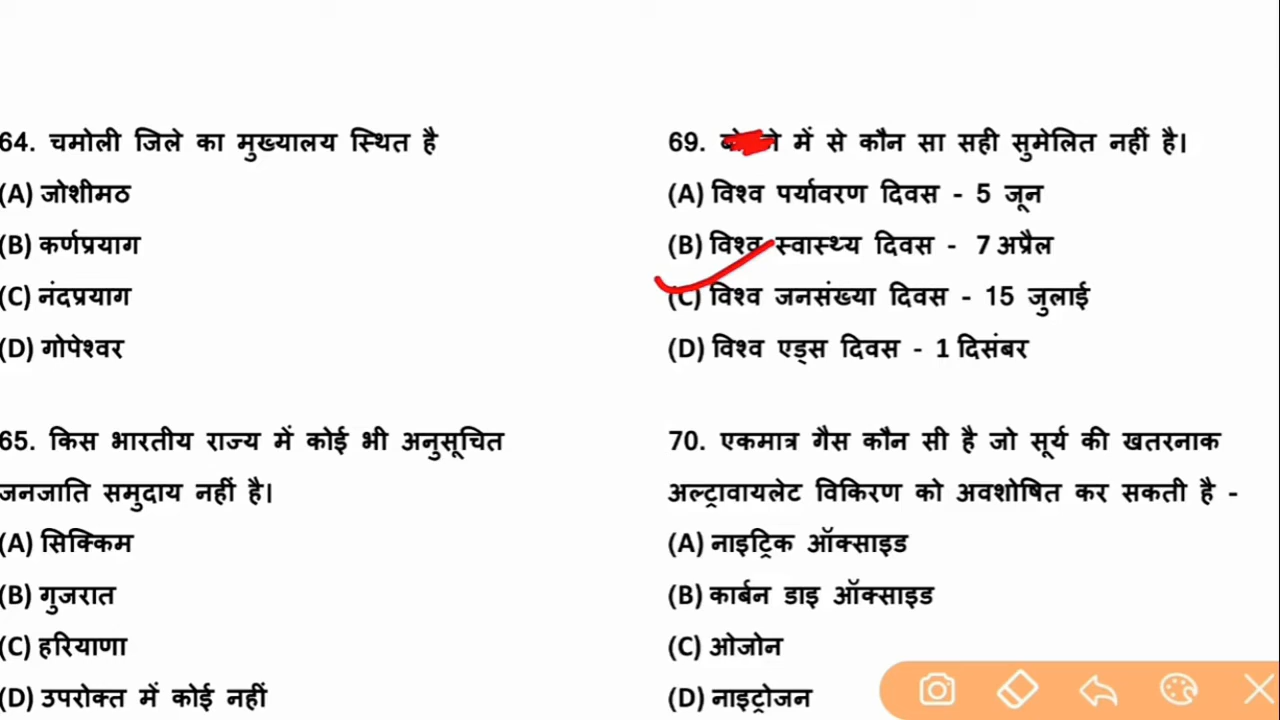 64. चमोली जिले का मुख्यालय स्थित है
(A) जोशीमठ
(B) कर्णप्रयाग
(C) नंदप्रयाग
(D) गोपेश्वर
65. किस भारतीय राज्य में कोई भी अनुसूचित
जनजाति समुदाय नहीं है।
(A) सिक्किम
(B) गुजरात
(C) हरियाणा
(D) उपरोक्त में कोई नहीं
69. में से कौन सा सही सुमेलित नहीं है।
(A) विश्व पर्यावरण दिवस - 5 जून
(B) विश्व स्वास्थ्य दिवस - 7 अप्रैल
(C) विश्व जनसंख्या दिवस - 15 जुलाई
(D) विश्व एड्स दिवस - 1 दिसंबर
70. एकमात्र गैस कौन सी है जो सूर्य की खतरनाक
अल्ट्रावायलेट विकिरण को अवशोषित कर सकती है -
(A) नाइट्रिक ऑक्साइड
(B) कार्बन डाइ ऑक्साइड
(C) ओजोन
(D) नाइट्रोजन